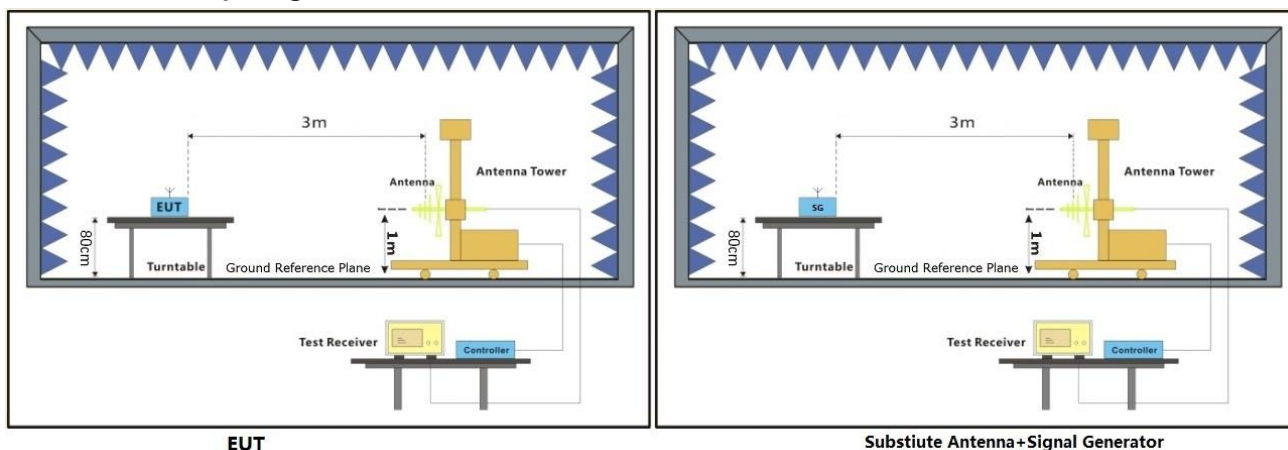 3m
Antenna
Antenna Tower
EUT
80cm
1m
Turntable
Ground Reference Plane
Test Receiver
Controller
EUT
3m
Antenna
Antenna Tower
SG
80cm
1m
Turntable
Ground Reference Plane
Test Receiver
Controller
Substiute Antenna+Signal Generator